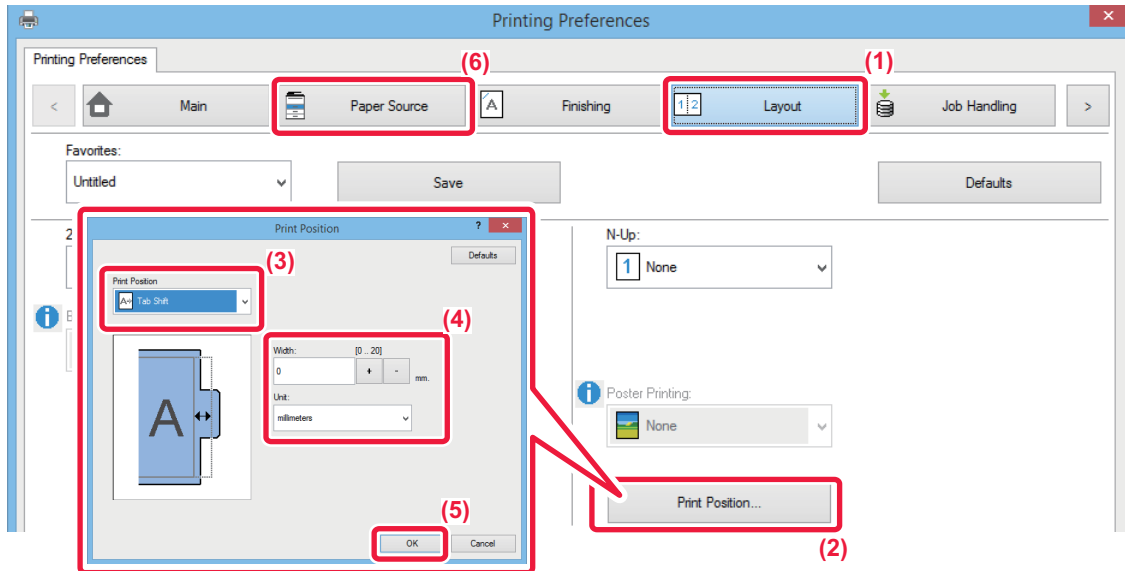 Printing Preferences
×
Printing Preferences
(6)
(1)
<
Main
Paper Source
A
Finishing
1 2
Layout
Job Handling
>
Favorites:
Untitled
Save
Defaults
2
Print Position
?
×
Defaults
(3)
Print Position
A
Tab Shift
(4)
Width:
[0 .. 20]
0
+
-
mm.
Unit:
millimeters
A
(5)
OK
Cancel
N-Up:
1
None
i
Poster Printing:
None
Print Position...
(2)
i